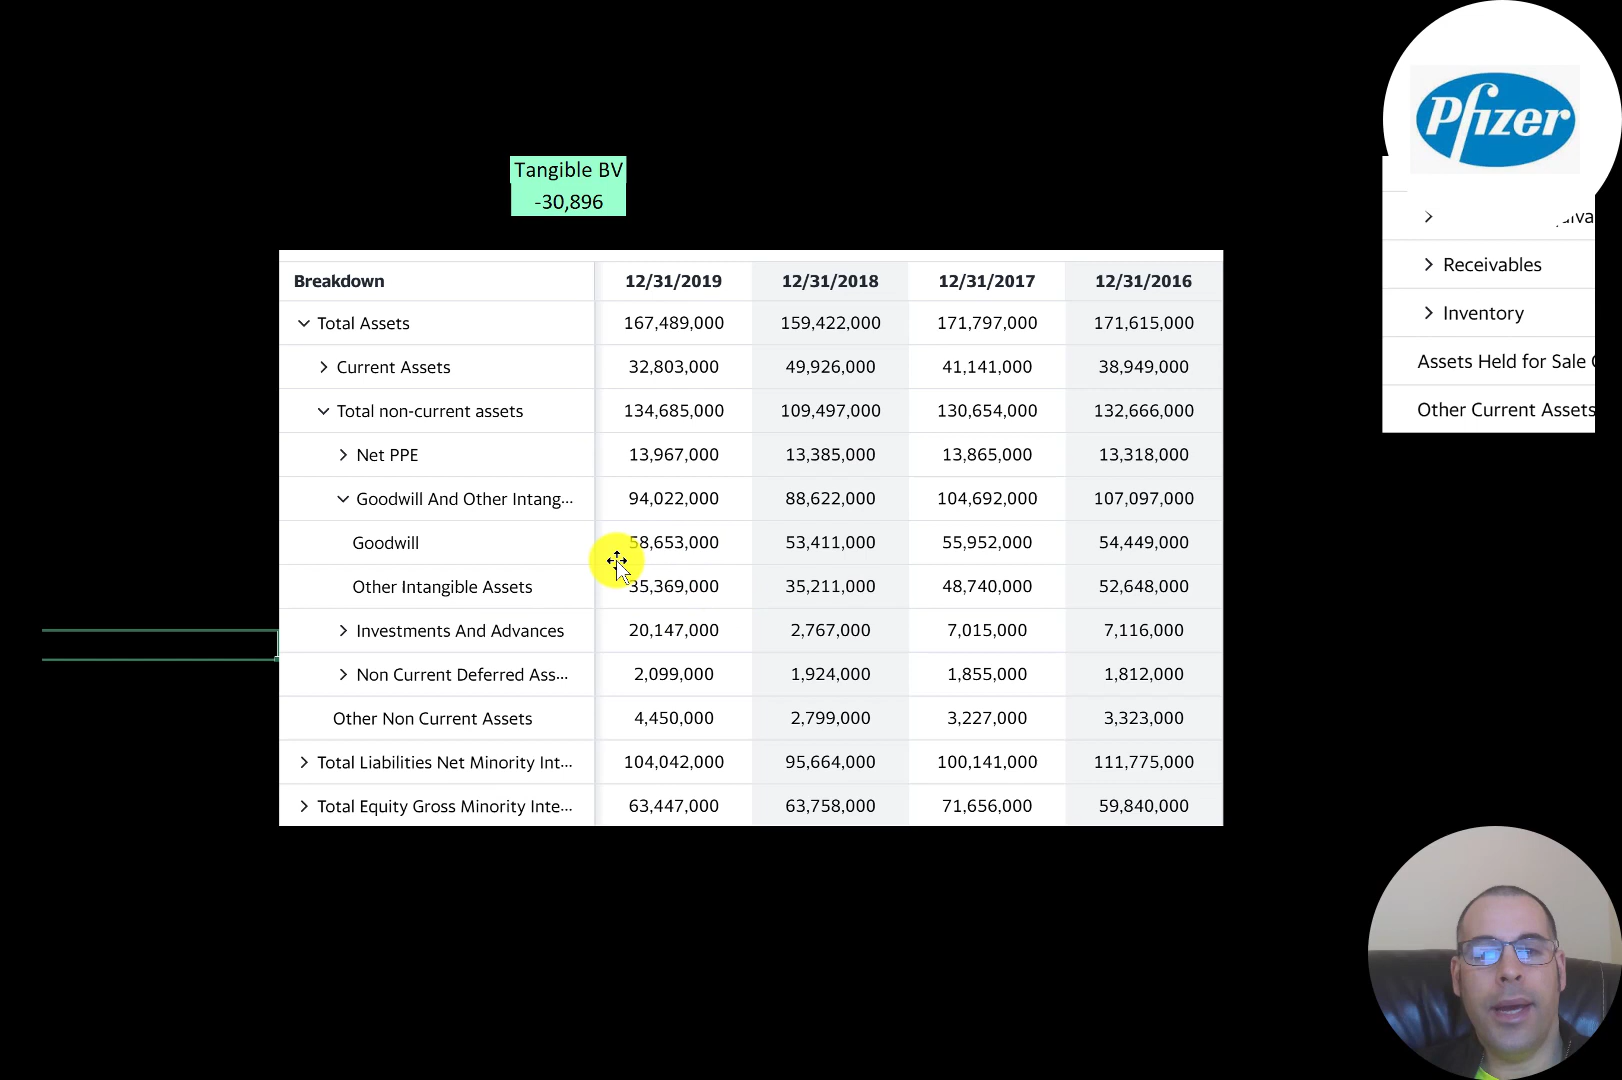 Pfizer
Tangible BV
-30,896
Breakdown 12/31/2019 12/31/2018 12/31/2017 12/31/2016
Total Assets 167,489,000 159,422,000 171,797,000 171,615,000
Current Assets 32,803,000 49,926,000 41,141,000 38,949,000
Total non-current assets 134,685,000 109,497,000 130,654,000 132,666,000
Net PPE 13,967,000 13,385,000 13,865,000 13,318,000
Goodwill And Other Intang... 94,022,000 88,622,000 104,692,000 107,097,000
Goodwill 58,653,000 53,411,000 55,952,000 54,449,000
Other Intangible Assets 35,369,000 35,211,000 48,740,000 52,648,000
Investments And Advances 20,147,000 2,767,000 7,015,000 7,116,000
Non Current Deferred Ass... 2,099,000 1,924,000 1,855,000 1,812,000
Other Non Current Assets 4,450,000 2,799,000 3,227,000 3,323,000
Total Liabilities Net Minority Int... 104,042,000 95,664,000 100,141,000 111,775,000
Total Equity Gross Minority Inte... 63,447,000 63,758,000 71,656,000 59,840,000
Receivables
Inventory
Assets Held for Sale
Other Current Assets